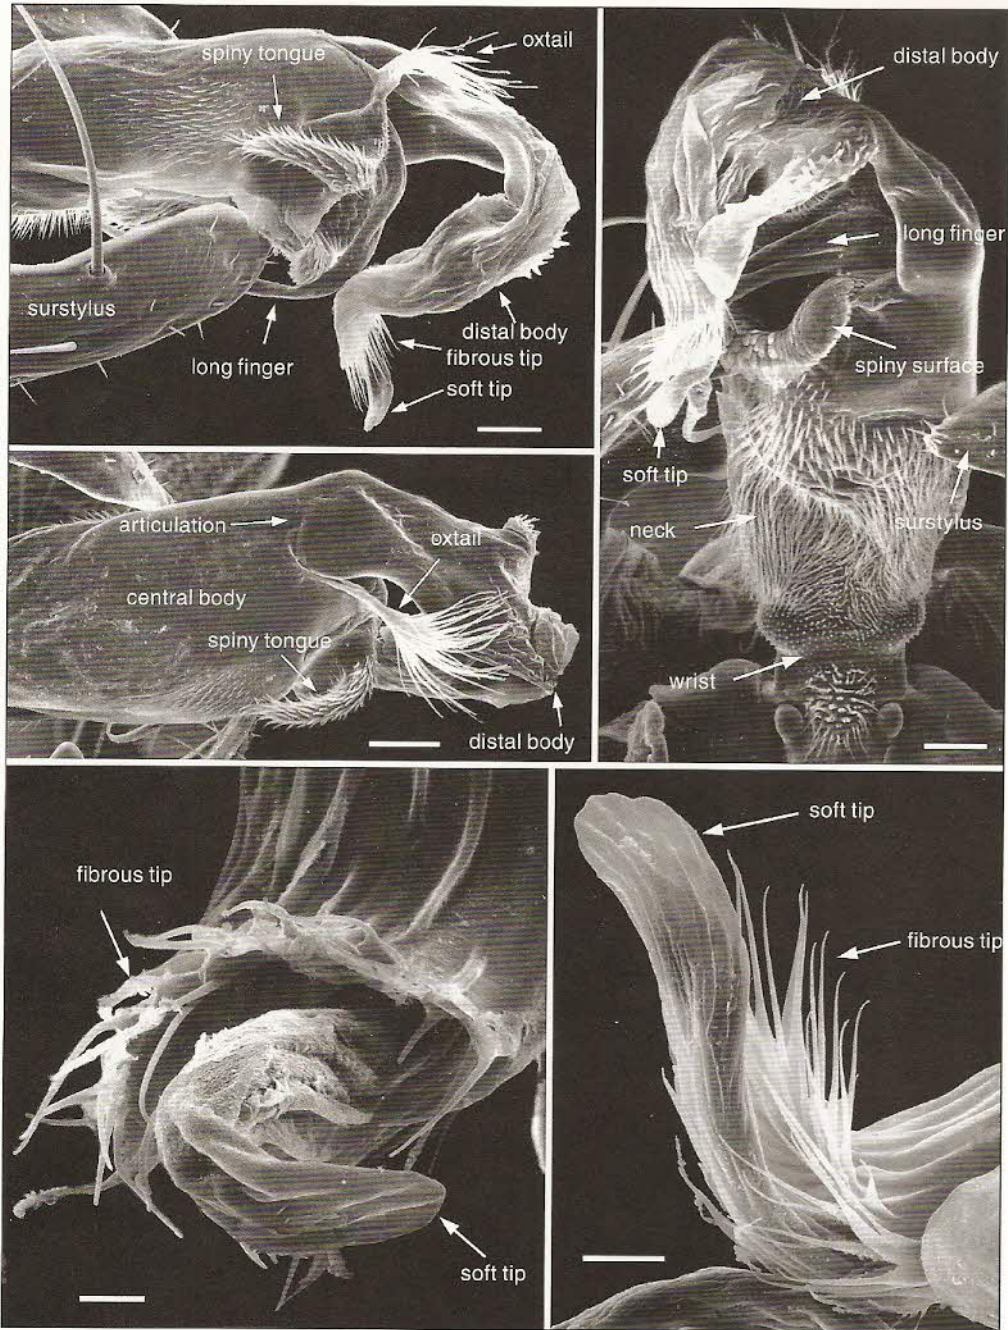 spiny tongue
oxtail
surstylus
long finger
distal body
fibrous tip
soft tip
distal body
long finger
spiny surface
soft tip
neck
surstylus
wrist
articulation
oxtail
central body
spiny tongue
distal body
fibrous tip
soft tip
soft tip
fibrous tip